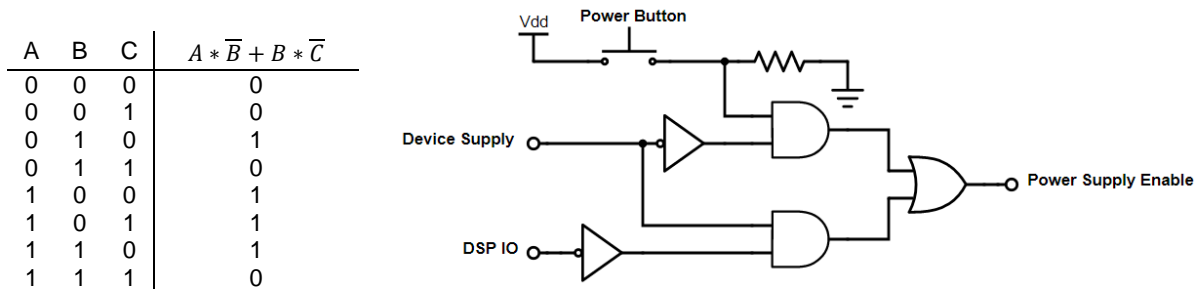 A B C A * B̅ + B * C̅
0 0 0 0
0 0 1 0
0 1 0 1
0 1 1 0
1 0 0 1
1 0 1 1
1 1 0 1
1 1 1 0
Vdd
Power Button
Device Supply
DSP IO
Power Supply Enable